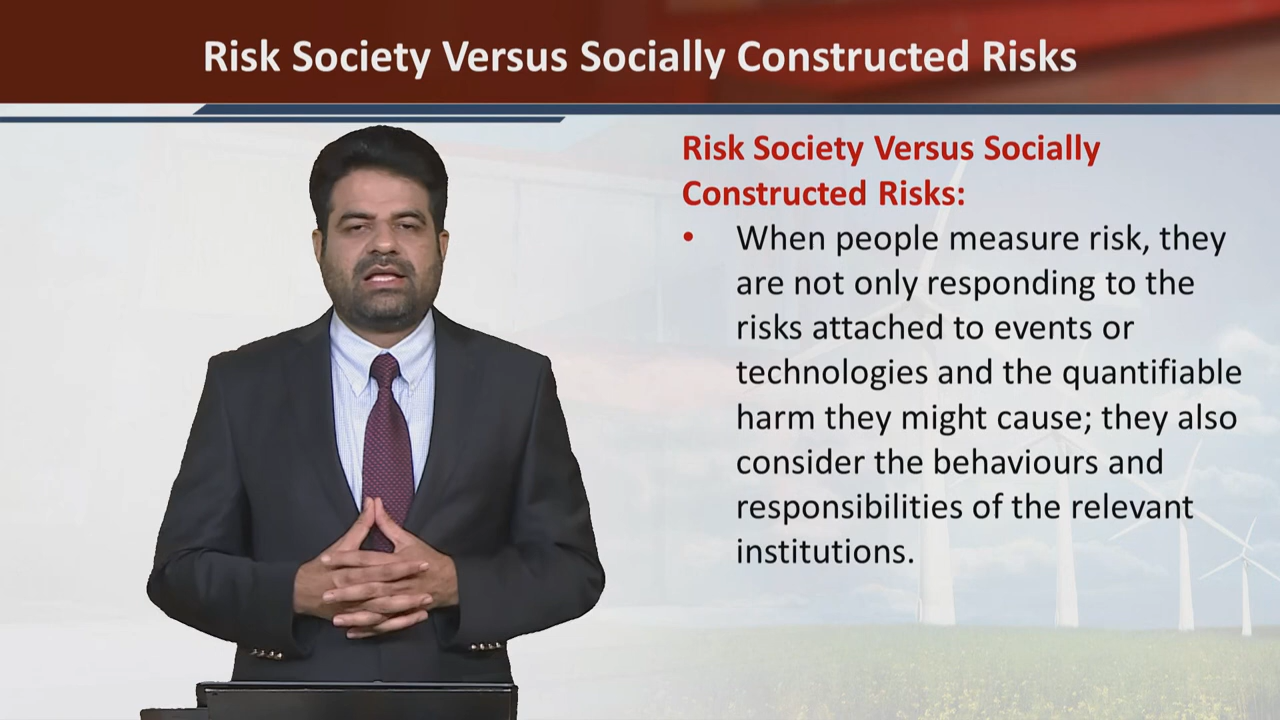 Risk Society Versus Socially Constructed Risks
Risk Society Versus Socially
Constructed Risks:
• When people measure risk, they
are not only responding to the
risks attached to events or
technologies and the quantifiable
harm they might cause; they also
consider the behaviours and
responsibilities of the relevant
institutions.